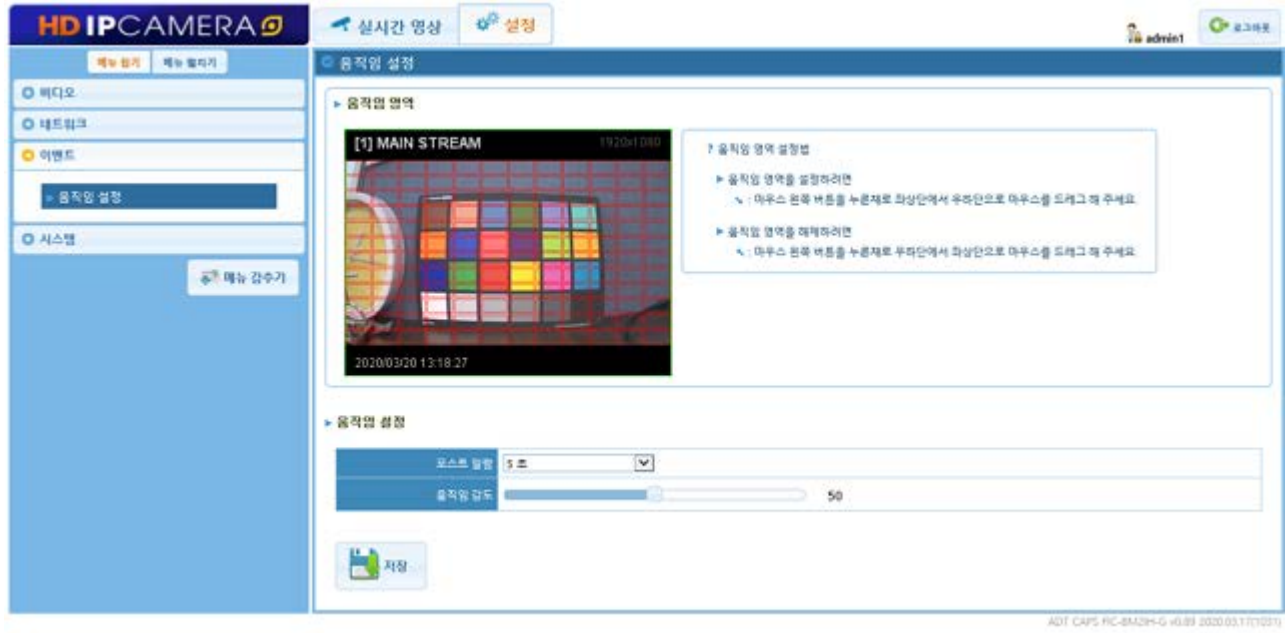 HD IPCAMERA
실시간 영상
설정
admin1
로그아웃
메뉴 접기
메뉴 펼치기
비디오
네트워크
이벤트
움직임 설정
시스템
메뉴 감추기
움직임 설정
움직임 영역
[1] MAIN STREAM
1920x1080
2020/03/20 13:18:27
? 움직임 영역 설정법
움직임 영역을 설정하려면
: 마우스 왼쪽 버튼을 누른채로 좌상단에서 우하단으로 마우스를 드래그 해 주세요
움직임 영역을 해제하려면
: 마우스 왼쪽 버튼을 누른채로 우하단에서 좌상단으로 마우스를 드래그 해 주세요
움직임 설정
포스트 알람
5 초
움직임 감도
50
저장
ADT CAPS 2020.03.17(1031)